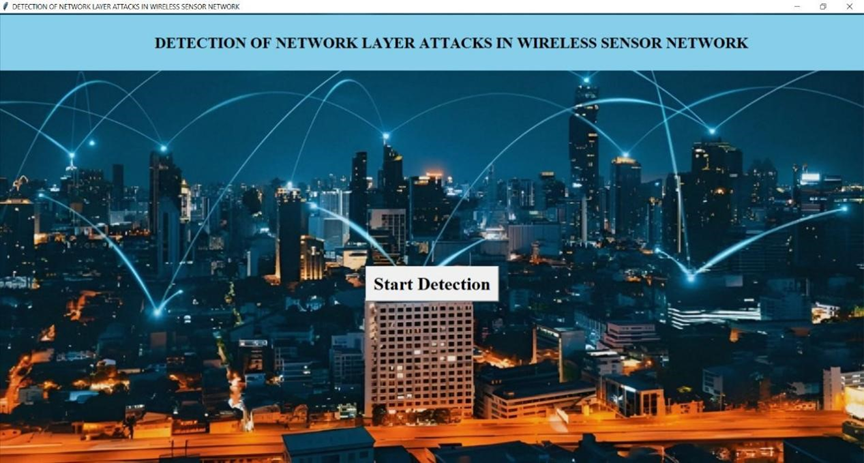 DETECTION OF NETWORK LAYER ATTACKS IN WIRELESS SENSOR NETWORK
DETECTION OF NETWORK LAYER ATTACKS IN WIRELESS SENSOR NETWORK
Start Detection